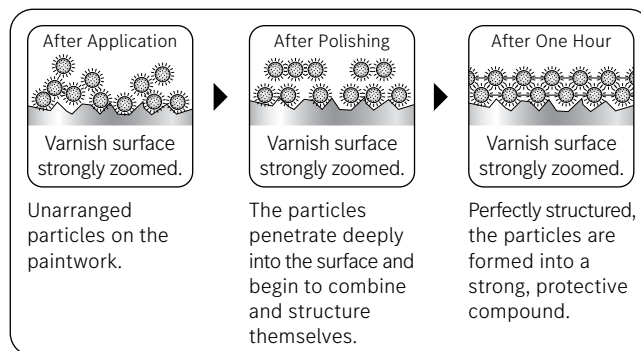 After Application
Varnish surface
strongly zoomed.
Unarranged
particles on the
paintwork.
After Polishing
Varnish surface
strongly zoomed.
The particles
penetrate deeply
into the surface and
begin to combine
and structure
themselves.
After One Hour
Varnish surface
strongly zoomed.
Perfectly structured,
the particles are
formed into a
strong, protective
compound.